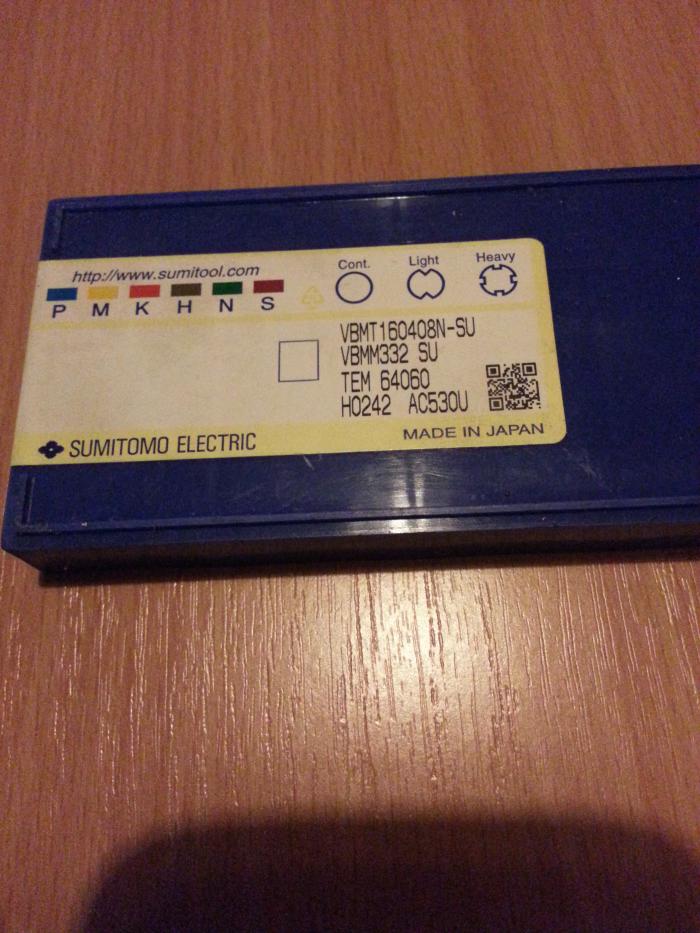 http://www.sumitool.com
P M K H N S
Cont. Light Heavy
VBMT160408N-SU
VBMM332 SU
TEM 64060
H0242 AC530U
MADE IN JAPAN
SUMITOMO ELECTRIC